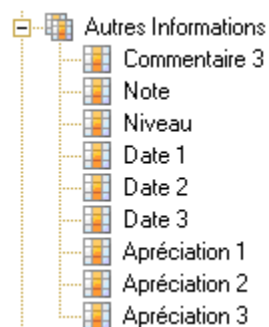 Autres Informations
Commentaire 3
Note
Niveau
Date 1
Date 2
Date 3
Apréciation 1
Apréciation 2
Apréciation 3